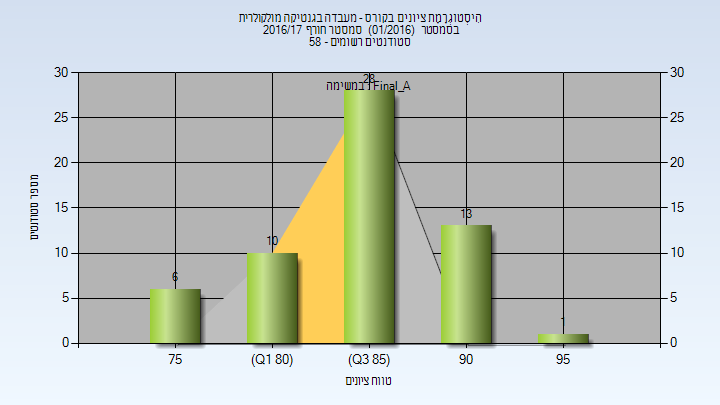 היסטוגרמת ציונים בקורס - מעבדה בגנטיקה מולקולרית
בסמסטר (01/2016) סמסטר חורף 2016/17
סטודנטים רשומים - 58
במשימה Final_A
מספר סטודנטים
30
25
20
15
10
5
0
30
25
20
15
10
5
0
6
10
28
13
1
75
(Q1 80)
(Q3 85)
90
95
טווח ציונים